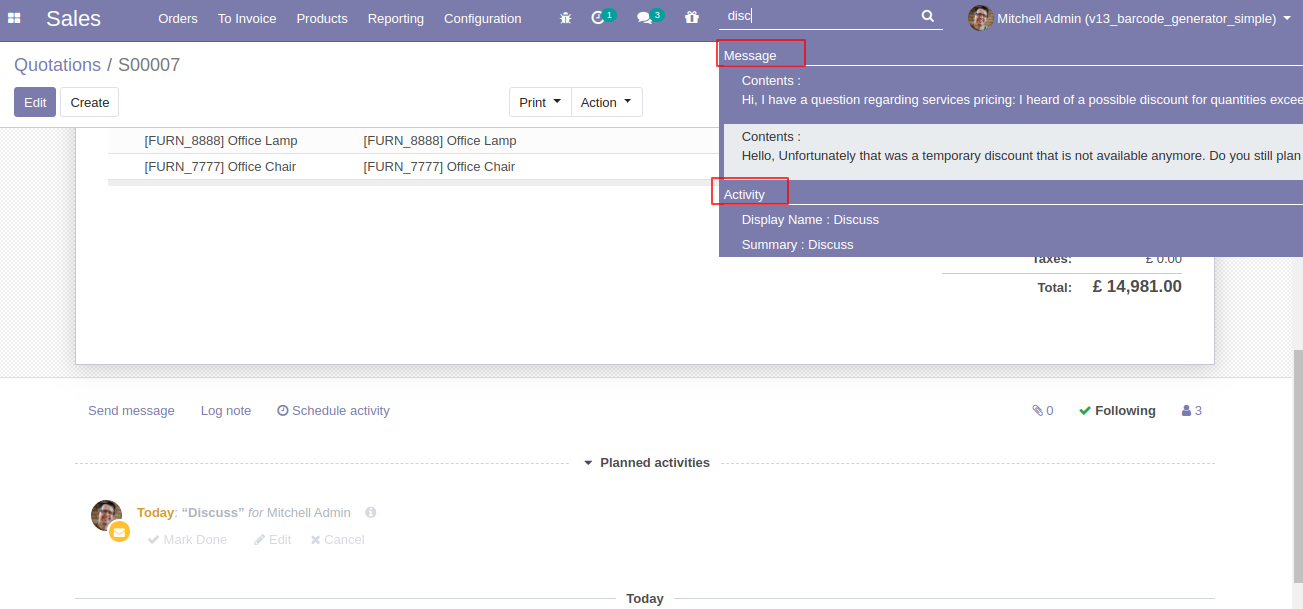 Sales Orders To Invoice Products Reporting Configuration 1 3 disc Mitchell Admin (v13_barcode_generator_simple)
Quotations / S00007
Edit Create Print Action
Message
Contents :
Hi, I have a question regarding services pricing: I heard of a possible discount for quantities excee
Contents :
Hello, Unfortunately that was a temporary discount that is not available anymore. Do you still plan
Activity
Display Name : Discuss
Summary : Discuss
[FURN_8888] Office Lamp [FURN_8888] Office Lamp
[FURN_7777] Office Chair [FURN_7777] Office Chair
Taxes: £ 0.00
Total: £ 14,981.00
Send message Log note Schedule activity 0 Following 3
Planned activities
Today: “Discuss” for Mitchell Admin
Mark Done Edit Cancel
Today